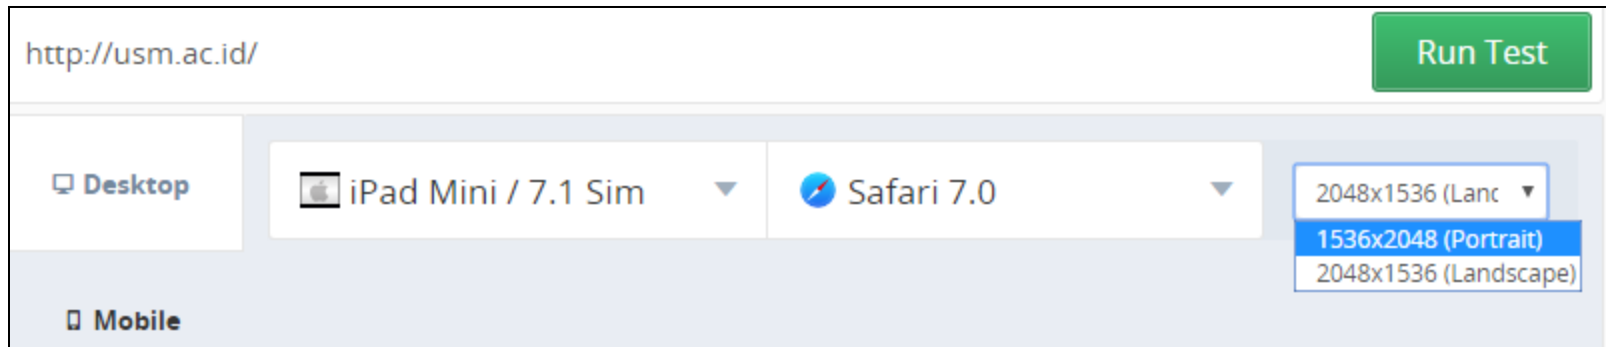 http://usm.ac.id/
Run Test
Desktop
iPad Mini / 7.1 Sim
Safari 7.0
2048x1536 (Land
1536x2048 (Portrait)
2048x1536 (Landscape)
Mobile